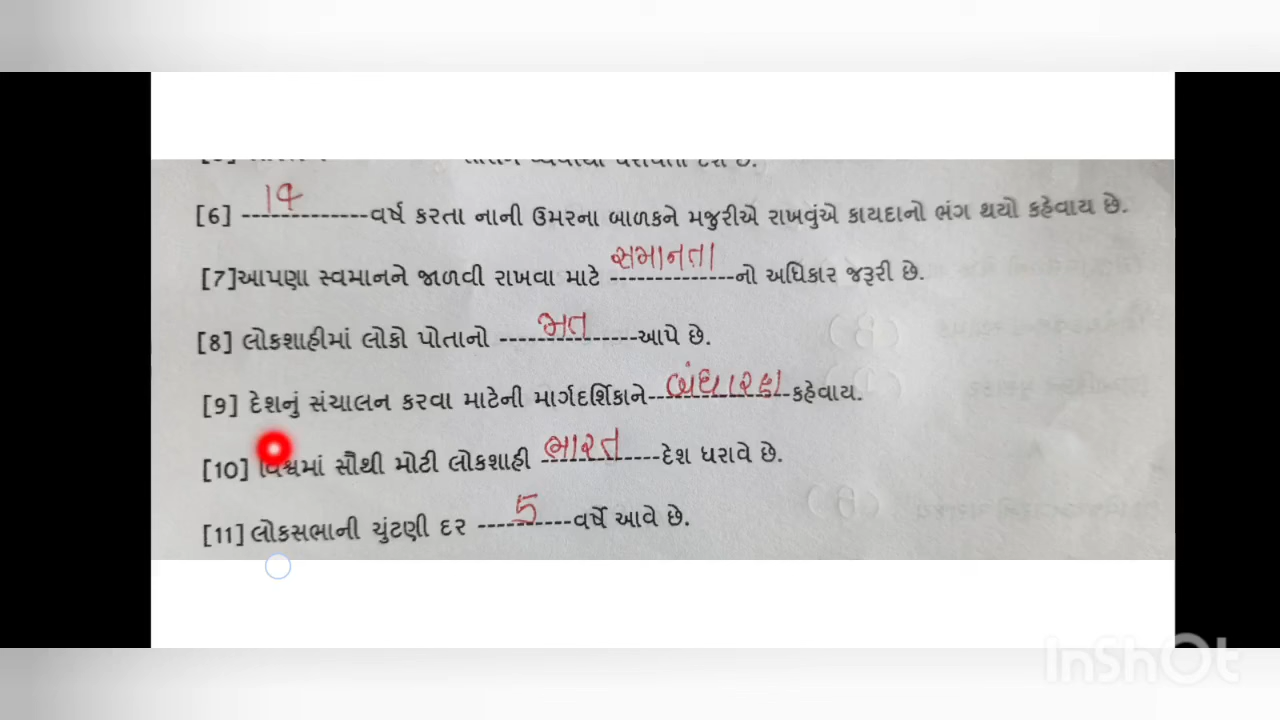 [6] 14 વર્ષ કરતા નાની ઉમરના બાળકને મજુરીએ રાખવુંએ કાયદાનો ભંગ થયો કહેવાય છે.
[7]આપણા સ્વમાનને જાળવી રાખવા માટે સમાનતા નો અધિકાર જરૂરી છે.
[8] લોકશાહીમાં લોકો પોતાનો મત આપે છે.
[9] દેશનું સંચાલન કરવા માટેની માર્ગદર્શિકાને બંધારણ કહેવાય.
[10] વિશ્વમાં સૌથી મોટી લોકશાહી ભારત દેશ ધરાવે છે.
[11] લોકસભાની ચુંટણી દર 5 વર્ષે આવે છે.
InShOt